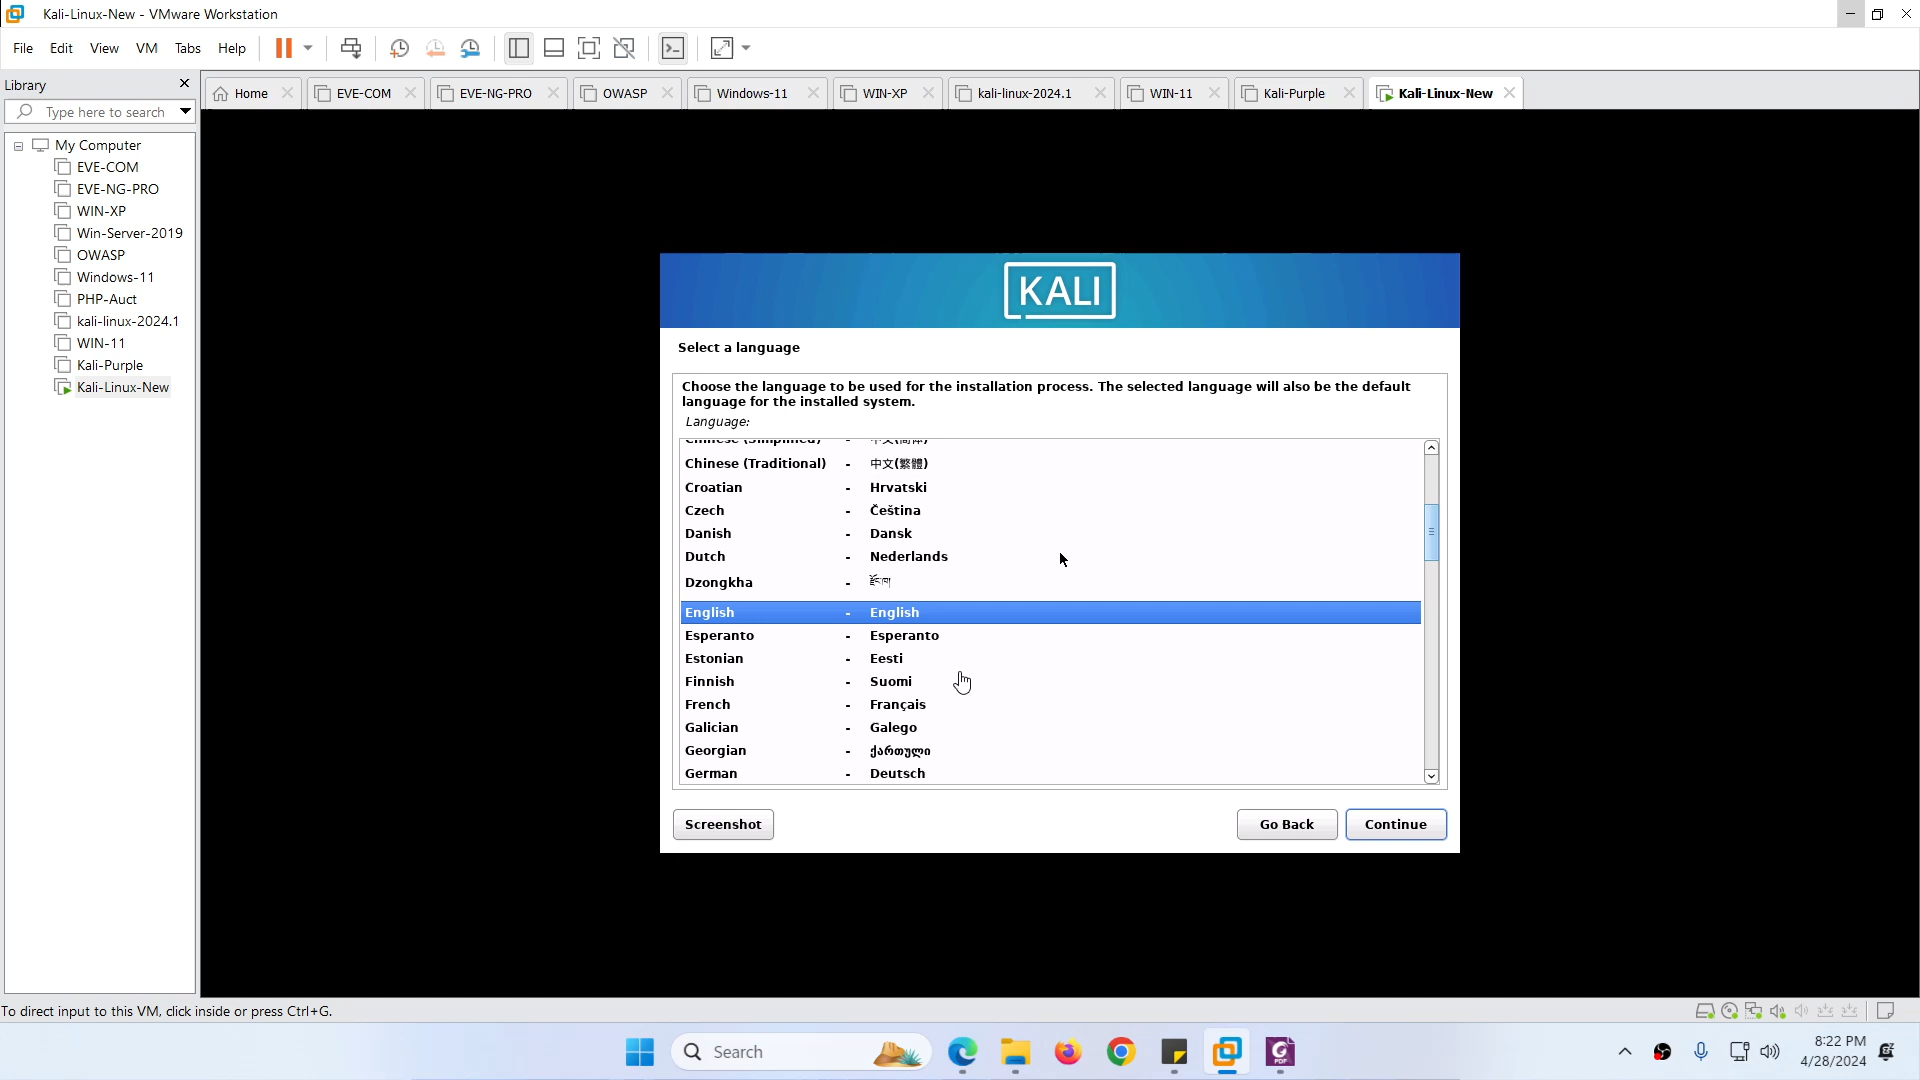 Kali-Linux-New - VMware Workstation
File Edit View VM Tabs Help
Library
Home EVE-COM EVE-NG-PRO OWASP Windows-11 WIN-XP kali-linux-2024.1 WIN-11 Kali-Purple Kali-Linux-New
Type here to search
My Computer
EVE-COM
EVE-NG-PRO
WIN-XP
Win-Server-2019
OWASP
Windows-11
PHP-Auct
kali-linux-2024.1
WIN-11
Kali-Purple
Kali-Linux-New
KALI
Select a language
Choose the language to be used for the installation process. The selected language will also be the default
language for the installed system.
Language:
Chinese (Simplified) - 中文(简体)
Chinese (Traditional) - 中文(繁體)
Croatian - Hrvatski
Czech - Čeština
Danish - Dansk
Dutch - Nederlands
Dzongkha - རྫོང་ཁ།
English - English
Esperanto - Esperanto
Estonian - Eesti
Finnish - Suomi
French - Français
Galician - Galego
Georgian - ქართული
German - Deutsch
Screenshot Go Back Continue
To direct input to this VM, click inside or press Ctrl+G.
Search
8:22 PM
4/28/2024